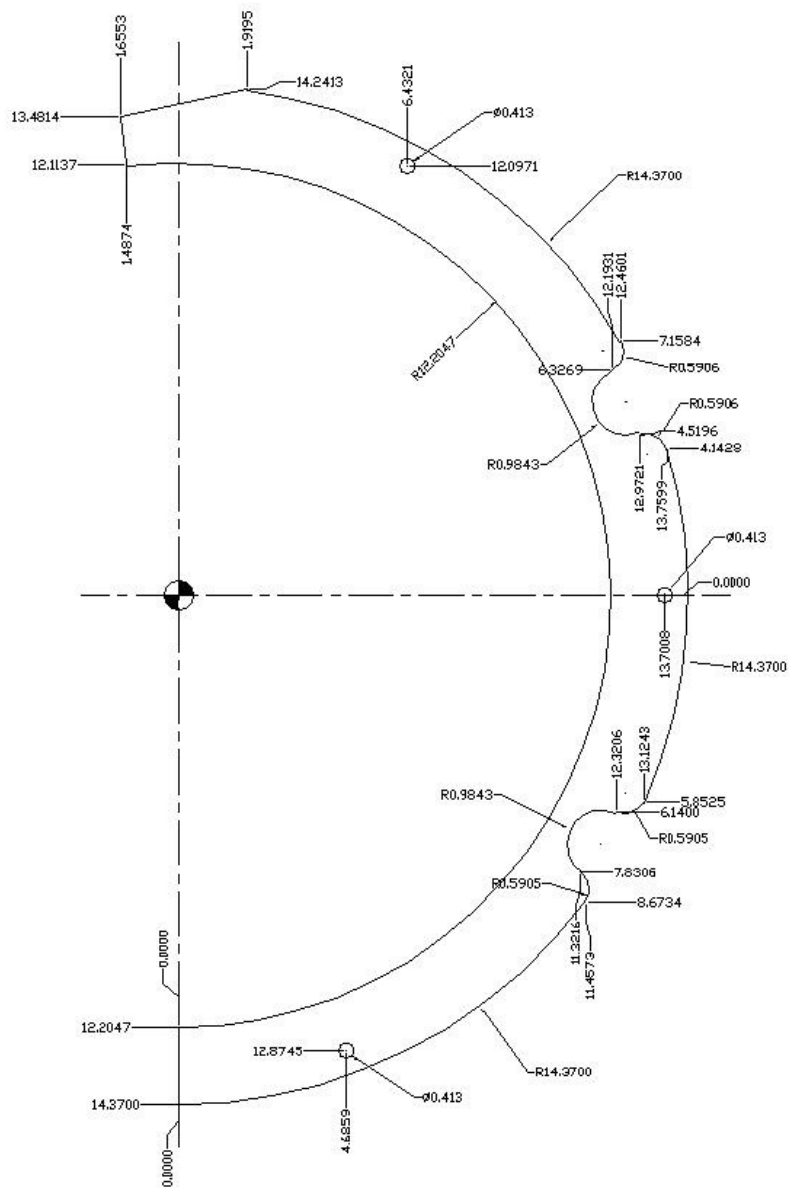 1.6553
1.9195
14.2413
13.4814
6.4321
Ø0.413
12.1137
12.0971
R14.3700
1.4874
12.1931
12.4601
7.1584
R12.2047
6.3269
R0.5906
R0.5906
4.5196
4.1428
R0.9843
12.9721
13.7599
Ø0.413
0.0000
13.7008
R14.3700
12.3206
13.1243
R0.9843
5.8525
6.1400
R0.5905
7.8306
R0.5905
8.6734
11.3216
11.4573
0.0000
12.2047
12.8745
R14.3700
Ø0.413
14.3700
4.6859
0.0000